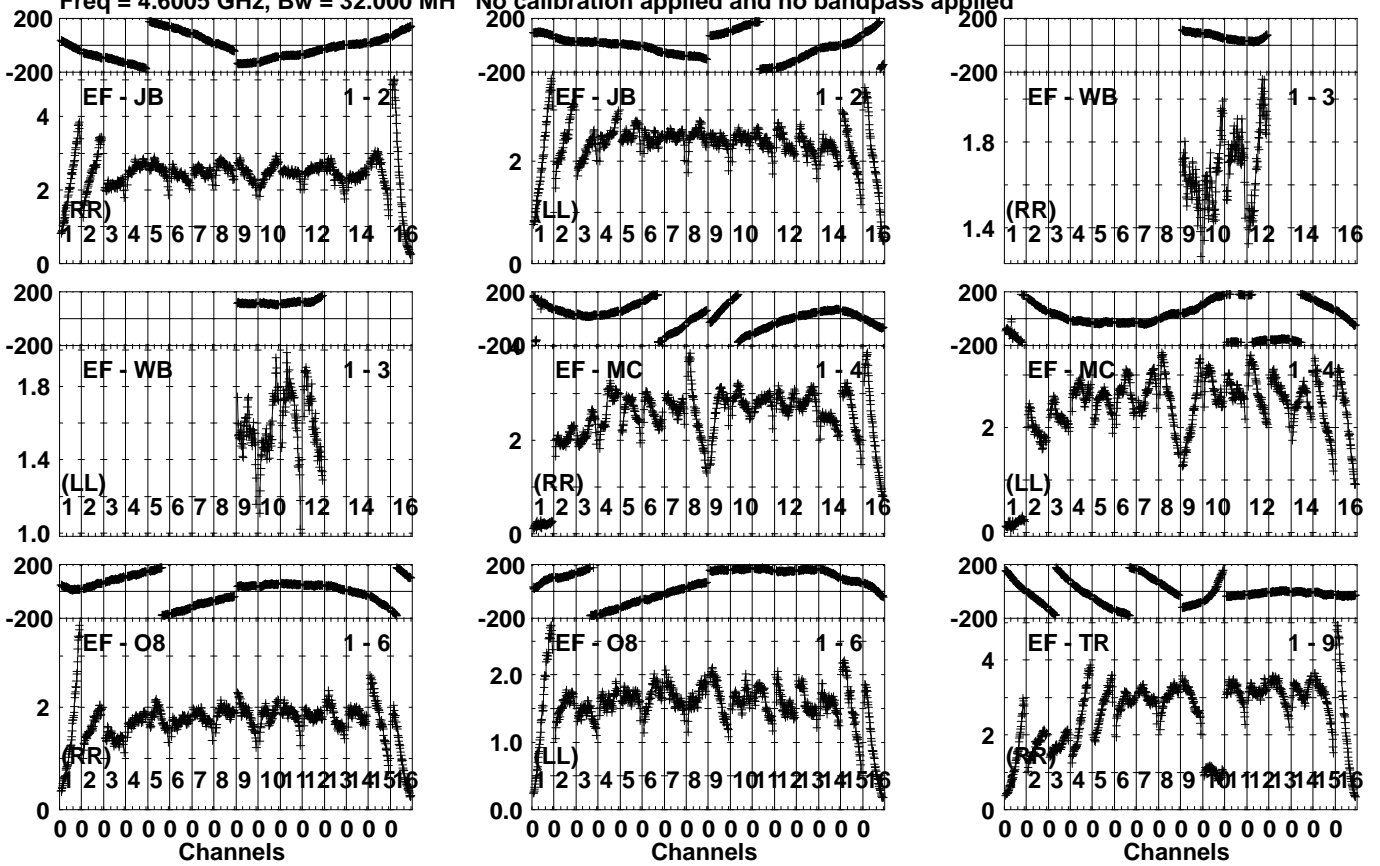 Freq = 4.6005 GHz, Bw = 32.000 MH No calibration applied and no bandpass applied
200
-200
EF - JB 1 - 2
4
2
0
(RR)
1 2 3 4 5 6 7 8 9 10 12 14 16
200
-200
EF - JB 1 - 2
2
0
(LL)
1 2 3 4 5 6 7 8 9 10 12 14 16
200
-200
EF - WB 1 - 3
1.8
1.4
(RR)
1 2 3 4 5 6 7 8 9 10 12 14 16
200
-200
EF - WB 1 - 3
1.8
1.4
1.0
(LL)
1 2 3 4 5 6 7 8 9 10 12 14 16
200
-200
4
EF - MC 1 - 4
2
0
(RR)
1 2 3 4 5 6 7 8 9 10 12 14 16
200
-200
EF - MC 1 - 4
2
0
(LL)
1 2 3 4 5 6 7 8 9 10 12 14 16
200
-200
EF - O8 1 - 6
2
0
(RR)
1 2 3 4 5 6 7 8 9 10 11 12 13 14 15 16
0 0 0 0 0 0 0 0 0 0 0 0 0 0 0 0
Channels
200
-200
EF - O8 1 - 6
2.0
1.0
0.0
(LL)
1 2 3 4 5 6 7 8 9 10 11 12 13 14 15 16
0 0 0 0 0 0 0 0 0 0 0 0 0 0 0 0
Channels
200
-200
EF - TR 1 - 9
4
2
0
(RR)
1 2 3 4 5 6 7 8 9 10 11 12 13 14 15 16
0 0 0 0 0 0 0 0 0 0 0 0 0 0 0 0
Channels